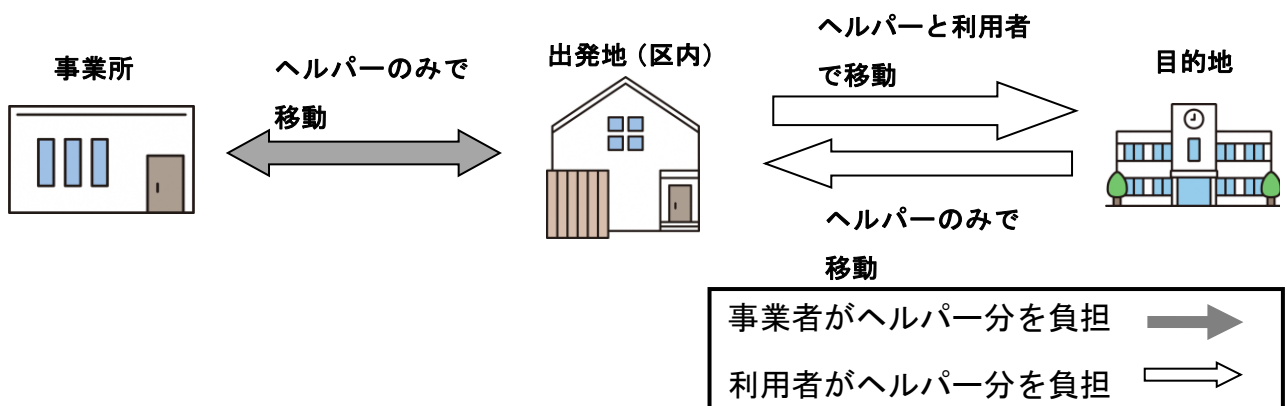 事業所
ヘルパーのみで
移動
出発地（区内）
ヘルパーと利用者
で移動
目的地
ヘルパーのみで
移動
事業者がヘルパー分を負担
利用者がヘルパー分を負担